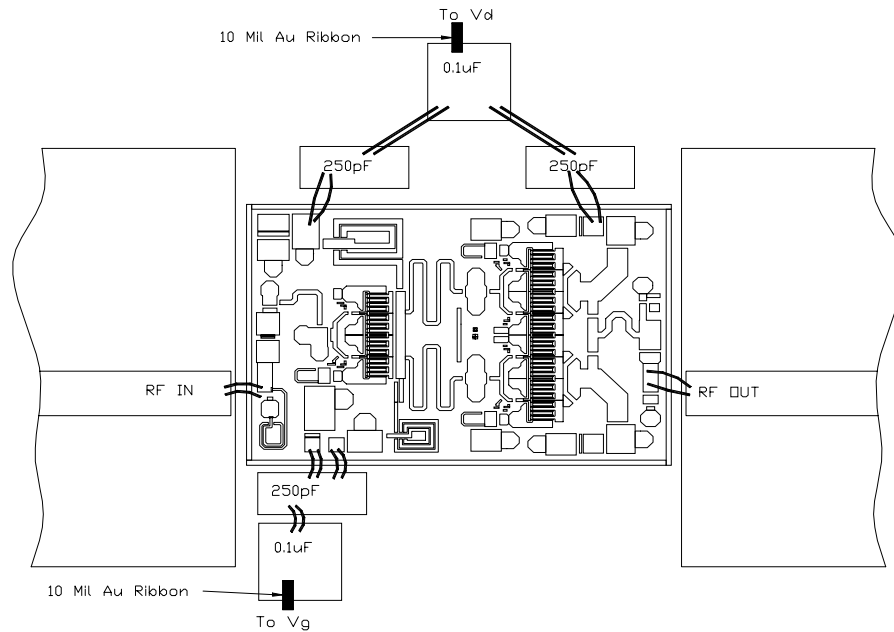 To Vd
10 Mil Au Ribbon
0.1uF
250pF
250pF
RF IN
RF OUT
250pF
0.1uF
10 Mil Au Ribbon
To Vg